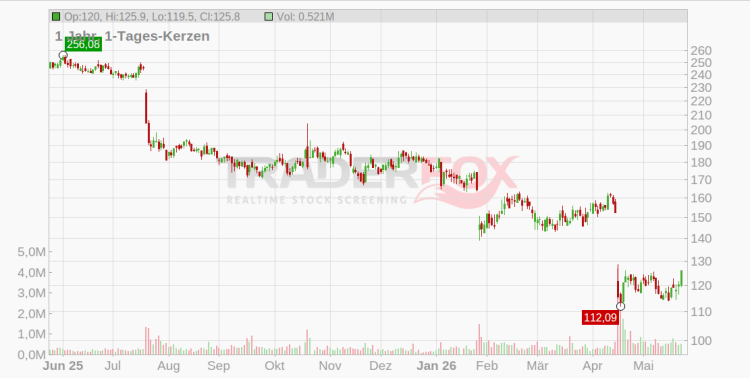 Op:120, Hi:125.9, Lo:119.5, Cl:125.8 Vol: 0.521M
1 Jahr, 1-Tages-Kerzen
256,08
260
250
240
230
220
210
200
190
180
170
160
150
140
130
120
110
100
TRADERFOX
REALTIME STOCK SCREENING
5,0M
4,0M
3,0M
2,0M
1,0M
0,0M
112,09
Jun 25 Jul Aug Sep Okt Nov Dez Jan 26 Feb Mär Apr Mai